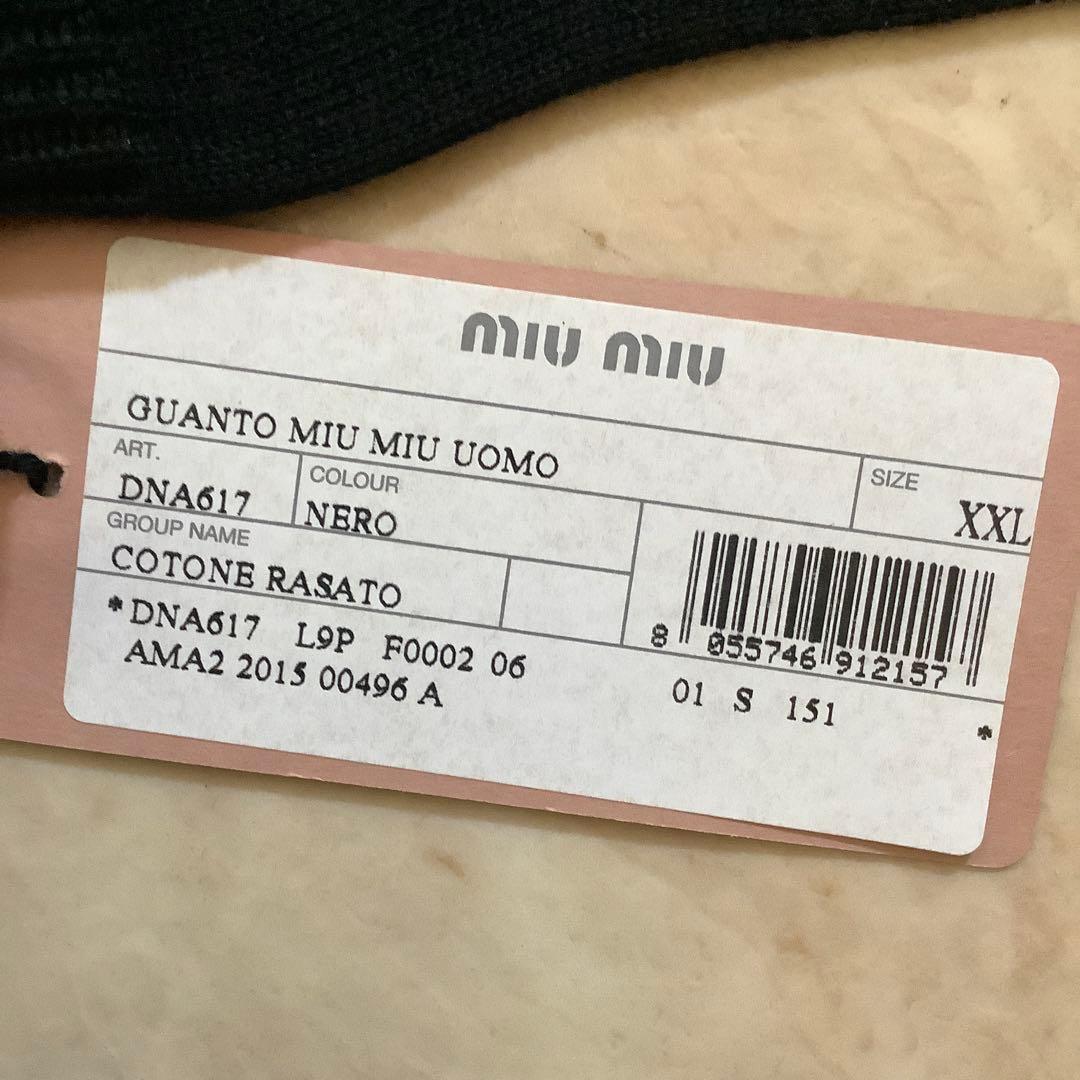 miu miu
GUANTO MIU MIU UOMO
ART.
DNA617
COLOUR
NERO
SIZE
XXL
GROUP NAME
COTONE RASATO
*DNA617 L9P F0002 06
AMA2 2015 00496 A
8 055746 912157
01 S 151
*